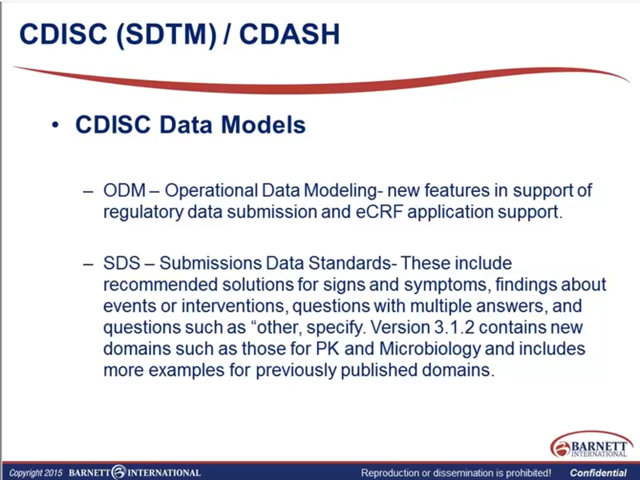 CDISC (SDTM) / CDASH
• CDISC Data Models
– ODM – Operational Data Modeling- new features in support of
regulatory data submission and eCRF application support.
– SDS – Submissions Data Standards- These include
recommended solutions for signs and symptoms, findings about
events or interventions, questions with multiple answers, and
questions such as “other, specify. Version 3.1.2 contains new
domains such as those for PK and Microbiology and includes
more examples for previously published domains.
BARNETT
INTERNATIONAL
Copyright 2015 BARNETT INTERNATIONAL
Reproduction or dissemination is prohibited! Confidential